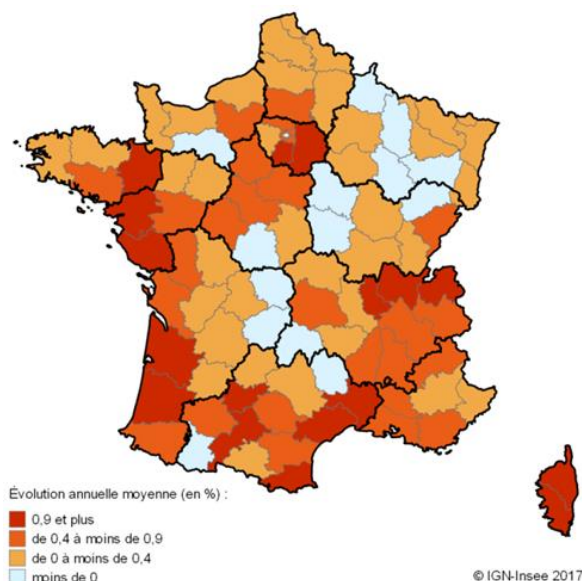 Évolution annuelle moyenne (en %) :
0,9 et plus
de 0,4 à moins de 0,9
de 0 à moins de 0,4
moins de 0
© IGN-Insee 2017